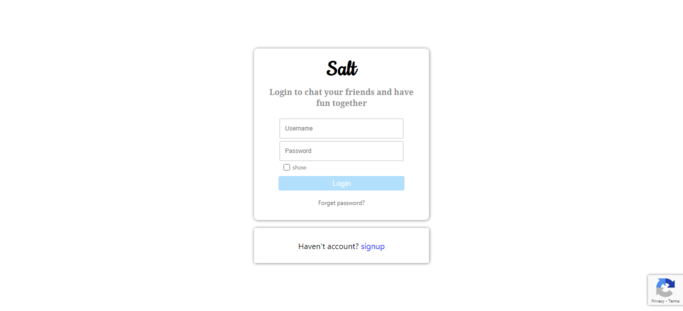 Salt
Login to chat your friends and have
fun together
Username
Password
show
Login
Forget password?
Haven't account? signup
Privacy - Terms